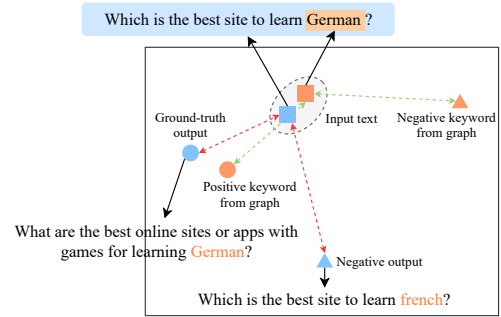 Which is the best site to learn German ?
Ground-truth
output
Input text
Negative keyword
from graph
Positive keyword
from graph
What are the best online sites or apps with
games for learning German?
Negative output
Which is the best site to learn french?